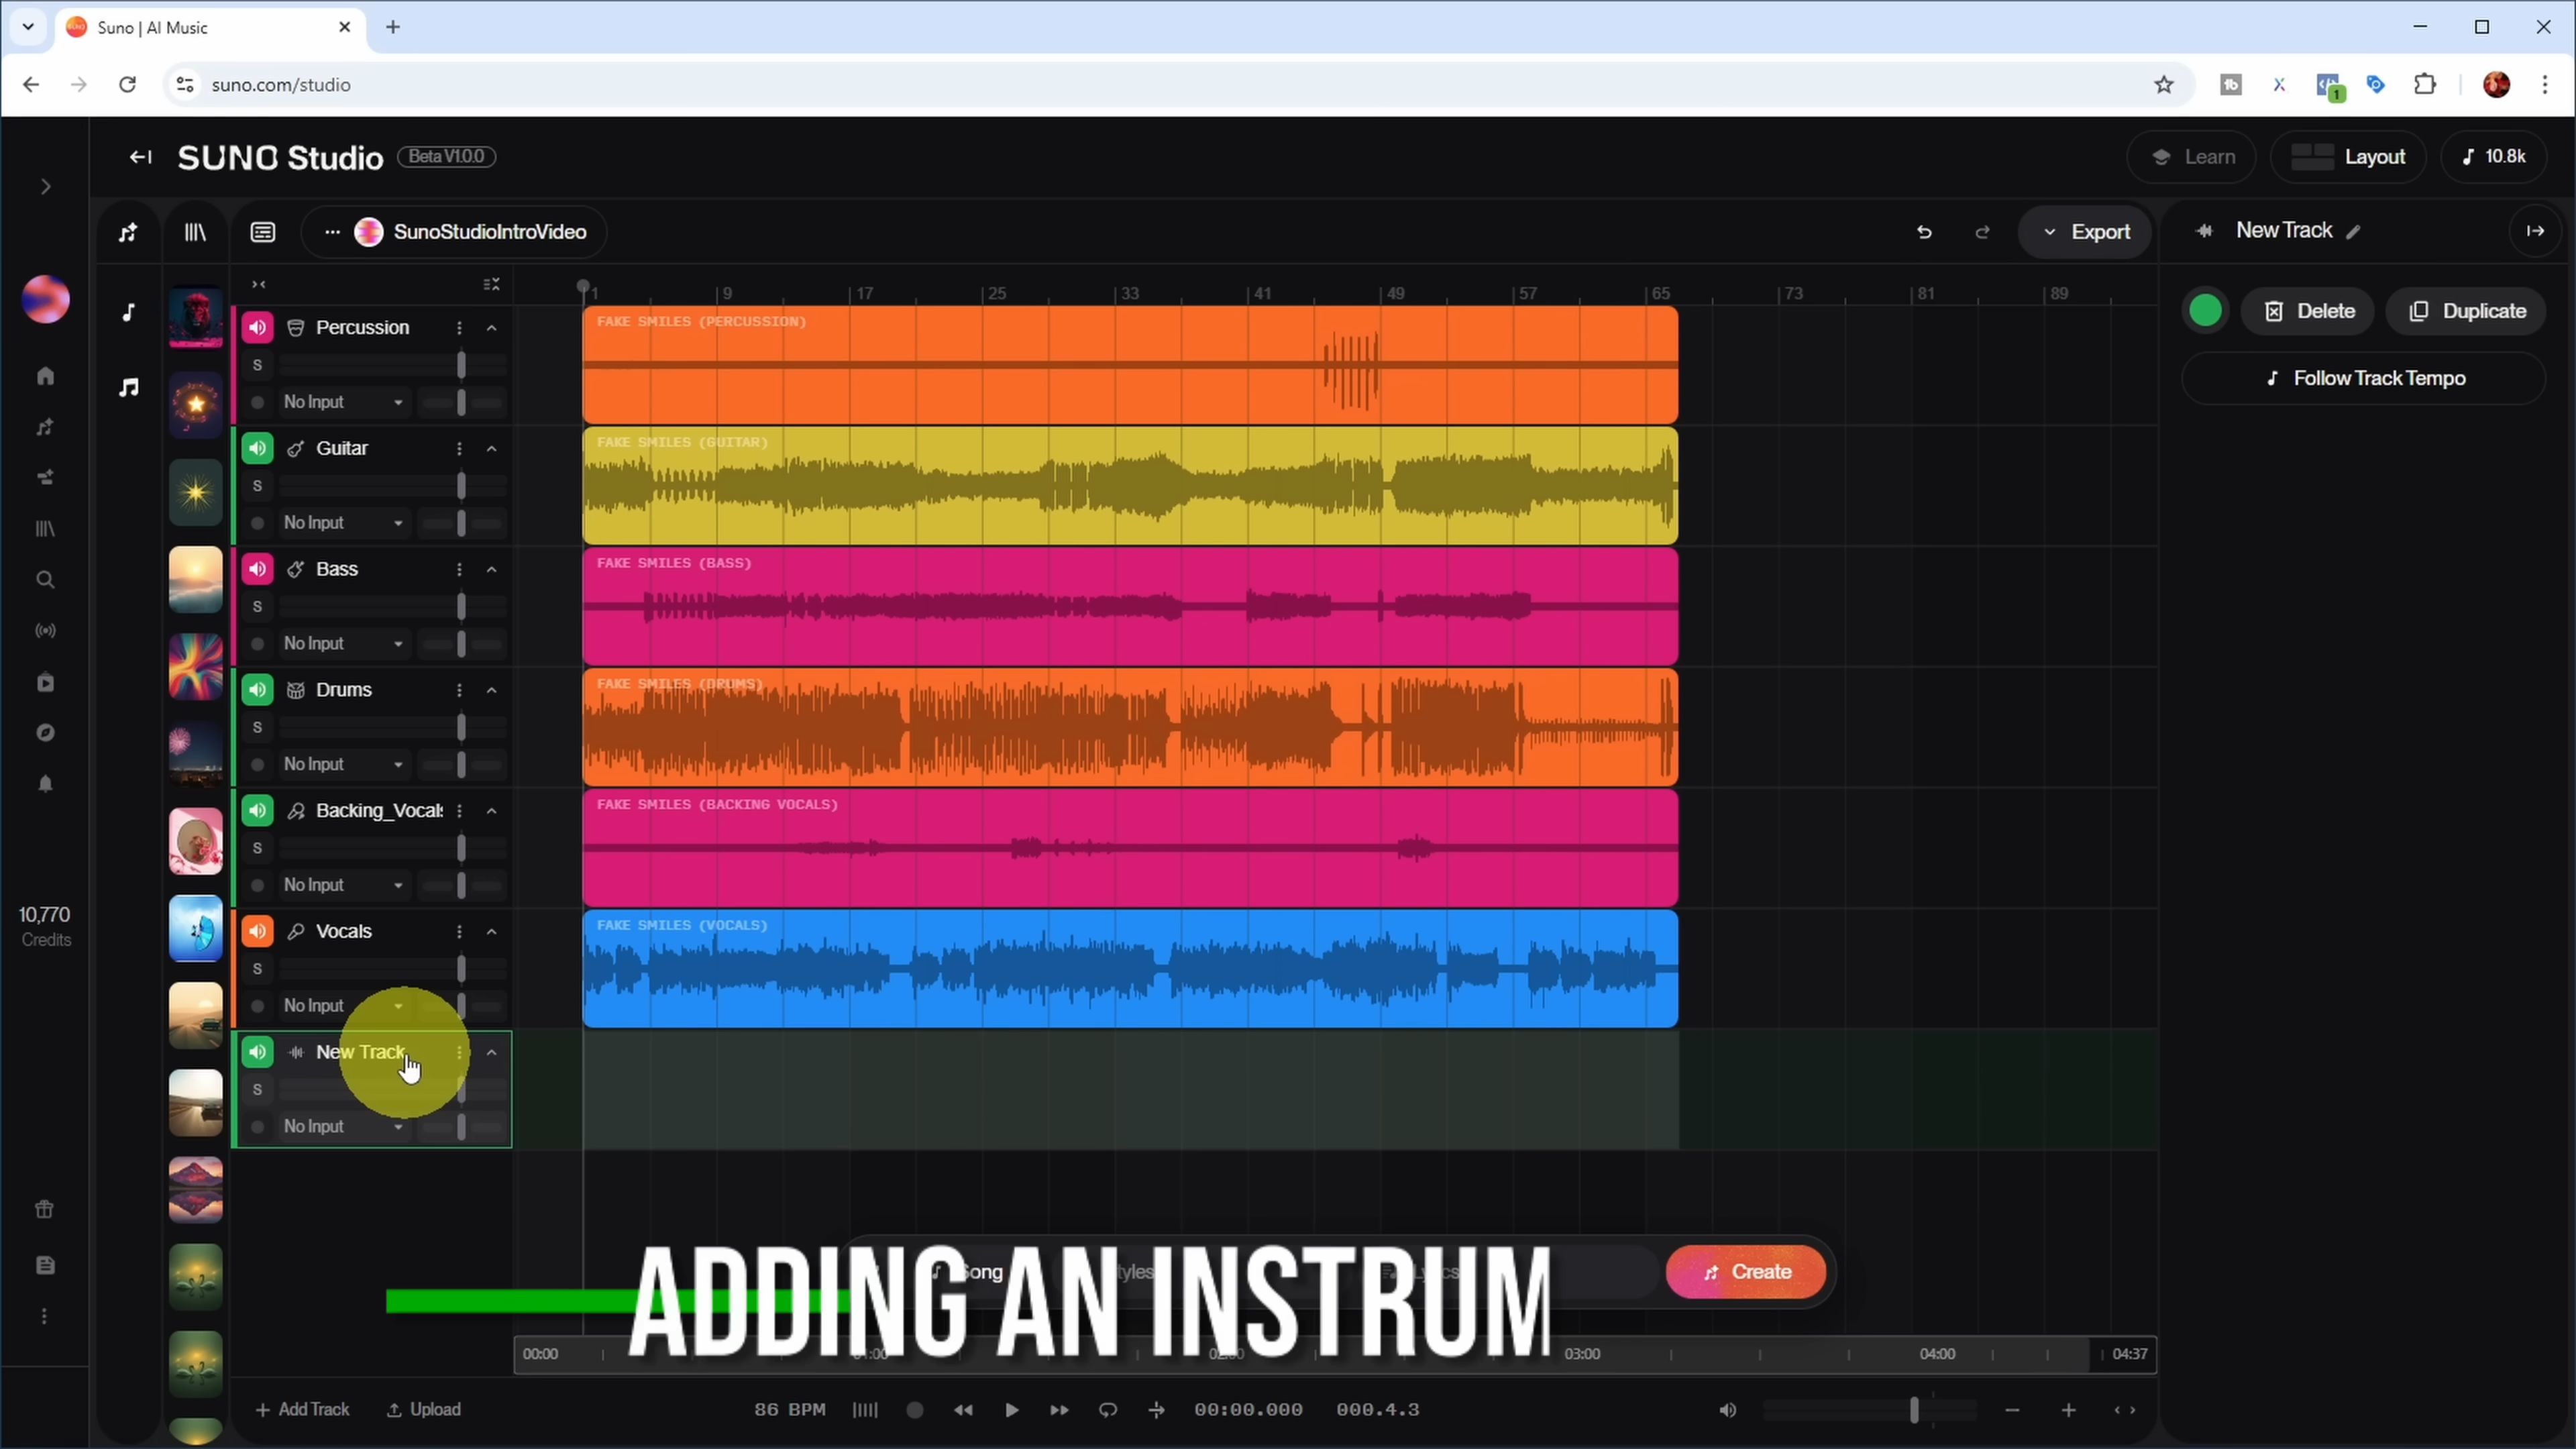 Suno | AI Music
suno.com/studio
1
SUNO Studio
Beta V1.0.0
Learn
Layout
10.8k
SunoStudioIntroVideo
Export
New Track
1 9 17 25 33 41 49 57 65 73 81 89
Percussion
S
No Input
FAKE SMILES (PERCUSSION)
Guitar
S
No Input
FAKE SMILES (GUITAR)
Bass
S
No Input
FAKE SMILES (BASS)
Drums
S
No Input
FAKE SMILES (DRUMS)
Backing_Vocals
S
No Input
FAKE SMILES (BACKING VOCALS)
Vocals
S
No Input
FAKE SMILES (VOCALS)
New Track
S
No Input
Delete
Duplicate
Follow Track Tempo
10,770
Credits
Song
Create
ADDING AN INSTRUM
00:00 03:00 04:00 04:37
Add Track
Upload
86 BPM
00:00.000
000.4.3